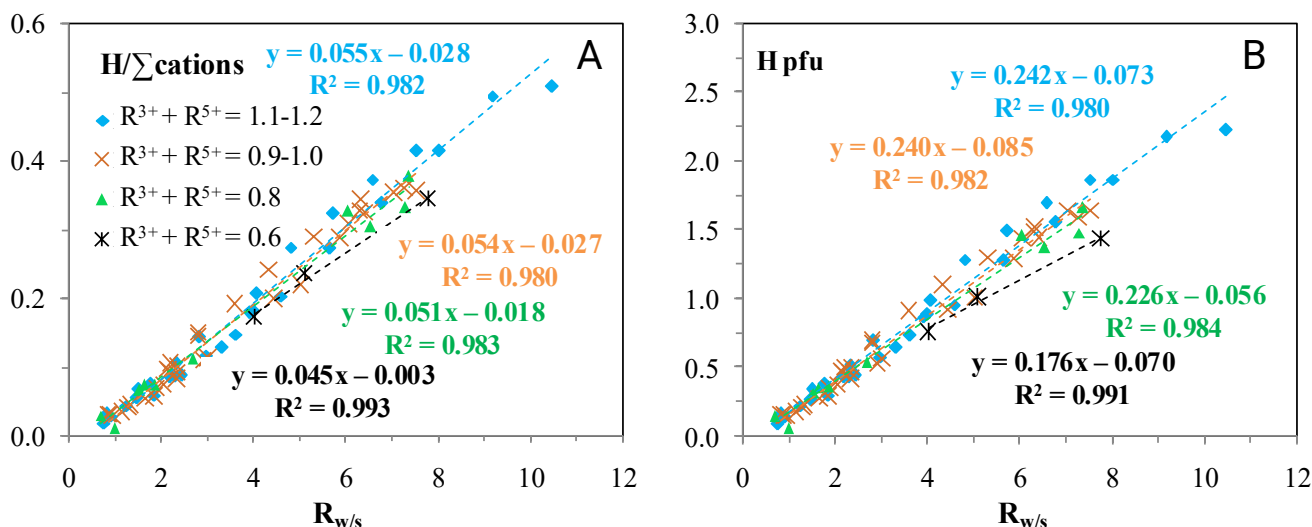 A
H/∑cations
R³⁺ + R⁵⁺ = 1.1-1.2
R³⁺ + R⁵⁺ = 0.9-1.0
R³⁺ + R⁵⁺ = 0.8
R³⁺ + R⁵⁺ = 0.6
y = 0.055x – 0.028
R² = 0.982
y = 0.054x – 0.027
R² = 0.980
y = 0.051x – 0.018
R² = 0.983
y = 0.045x – 0.003
R² = 0.993
0.6
0.4
0.2
0.0
0 2 4 6 8 10 12
R_w/s
B
H pfu
y = 0.242x – 0.073
R² = 0.980
y = 0.240x – 0.085
R² = 0.982
y = 0.226x – 0.056
R² = 0.984
y = 0.176x – 0.070
R² = 0.991
3.0
2.5
2.0
1.5
1.0
0.5
0.0
0 2 4 6 8 10 12
R_w/s